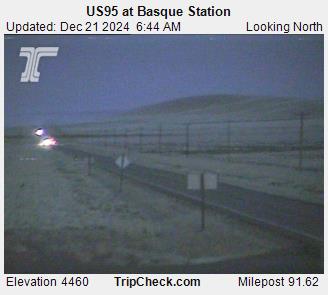 US95 at Basque Station
Updated: Dec 21 2024 6:44 AM Looking North
Elevation 4460 TripCheck.com Milepost 91.62